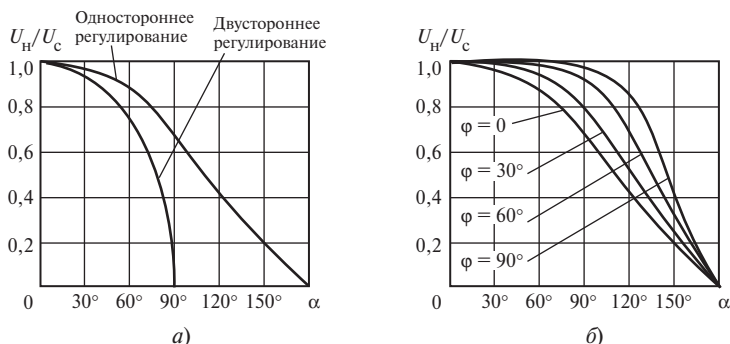 Одностороннее
регулирование
Двустороннее
регулирование
Uн/Uс
1,0
0,8
0,6
0,4
0,2
0
30° 60° 90° 120° 150° α
а)
Uн/Uс
1,0
0,8
0,6
0,4
0,2
φ = 0
φ = 30°
φ = 60°
φ = 90°
0
30° 60° 90° 120° 150° α
б)